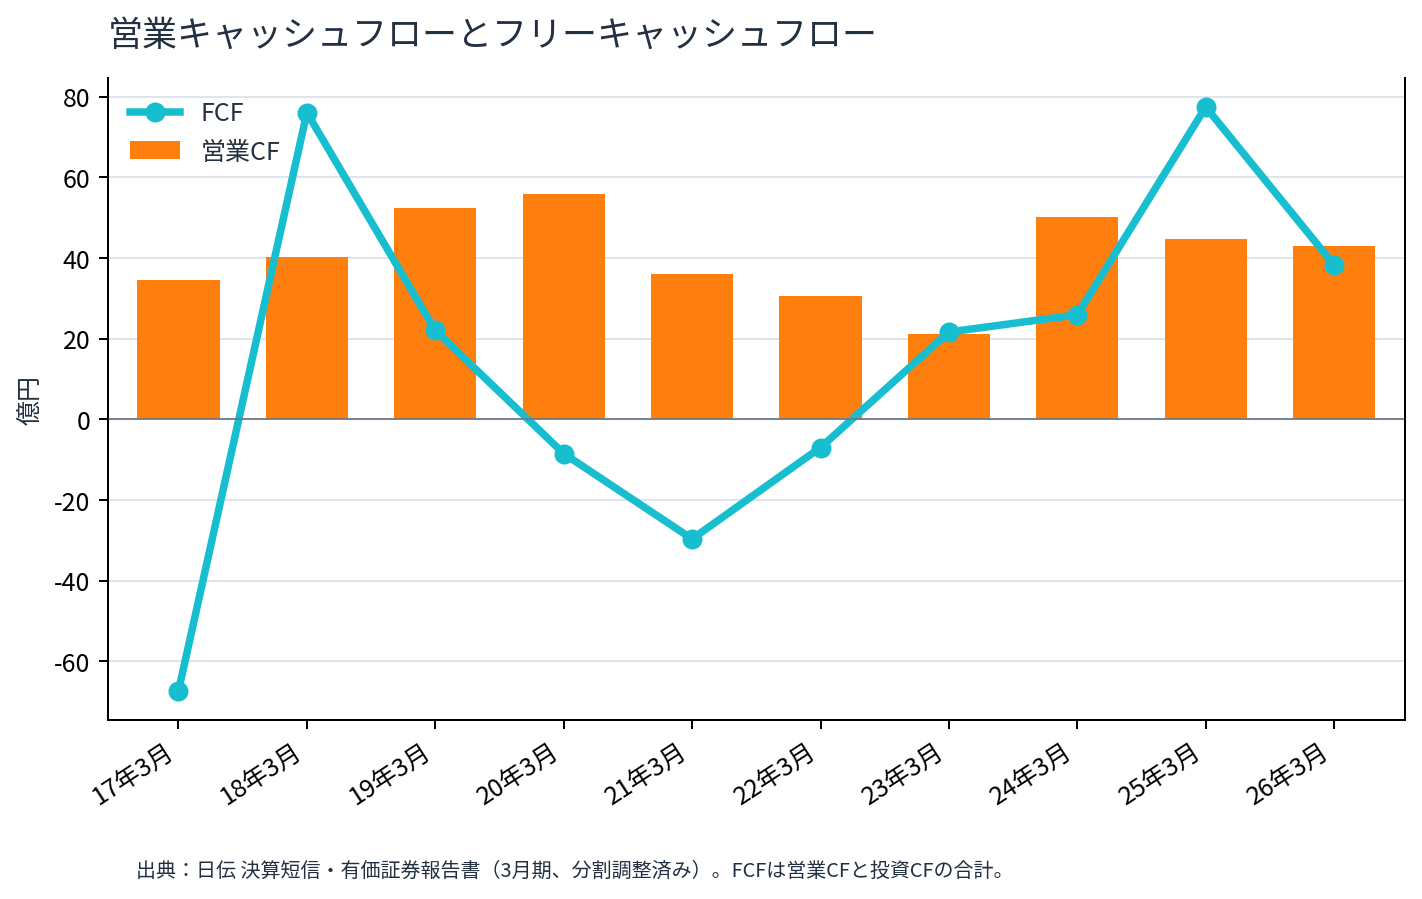 営業キャッシュフローとフリーキャッシュフロー
FCF
営業CF
億円
80
60
40
20
0
-20
-40
-60
17年3月
18年3月
19年3月
20年3月
21年3月
22年3月
23年3月
24年3月
25年3月
26年3月
出典：日伝 決算短信・有価証券報告書（3月期、分割調整済み）。FCFは営業CFと投資CFの合計。